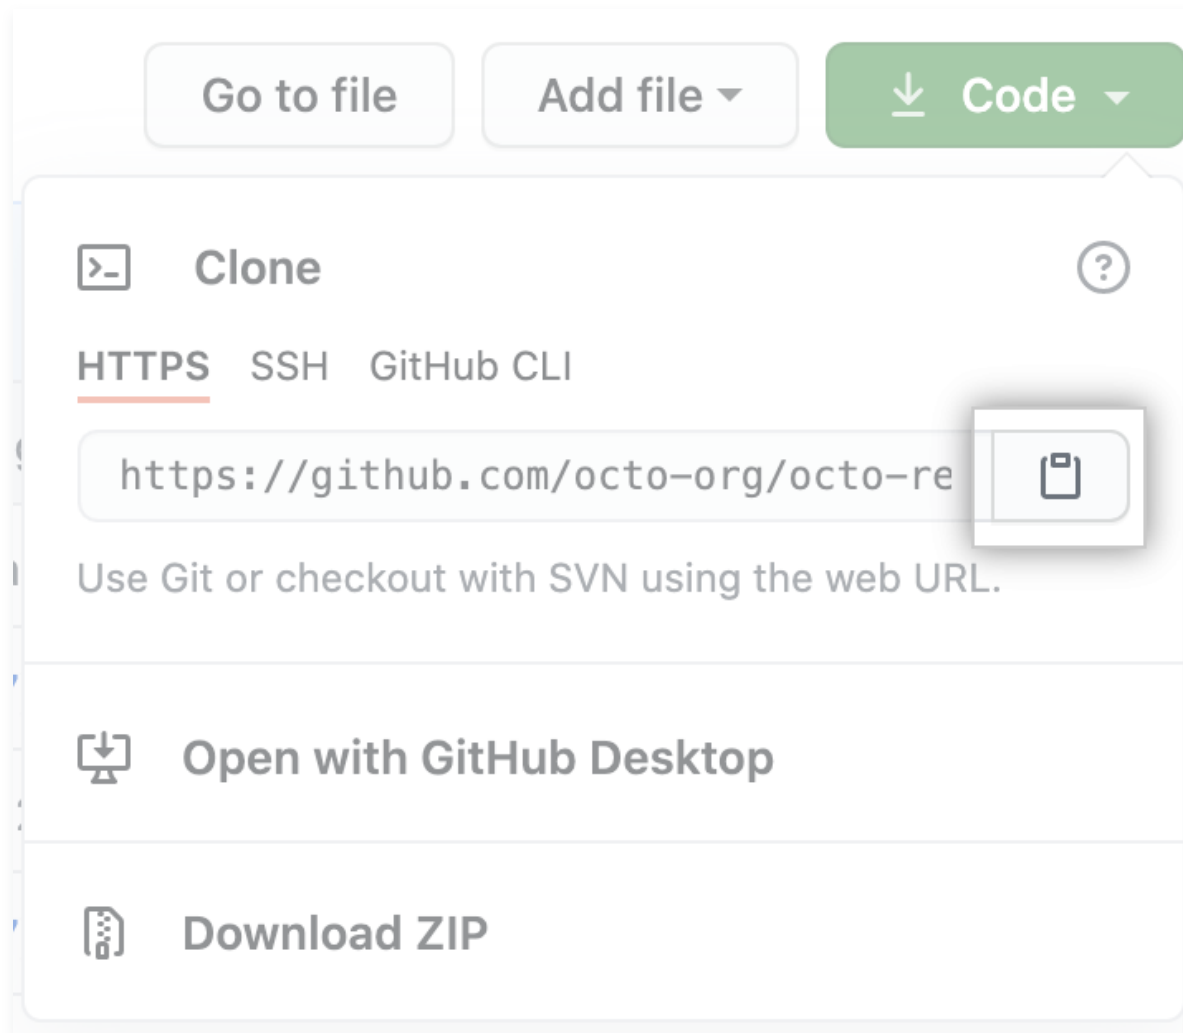 Go to file Add file Code
Clone
HTTPS SSH GitHub CLI
https://github.com/octo-org/octo-re
Use Git or checkout with SVN using the web URL.
Open with GitHub Desktop
Download ZIP